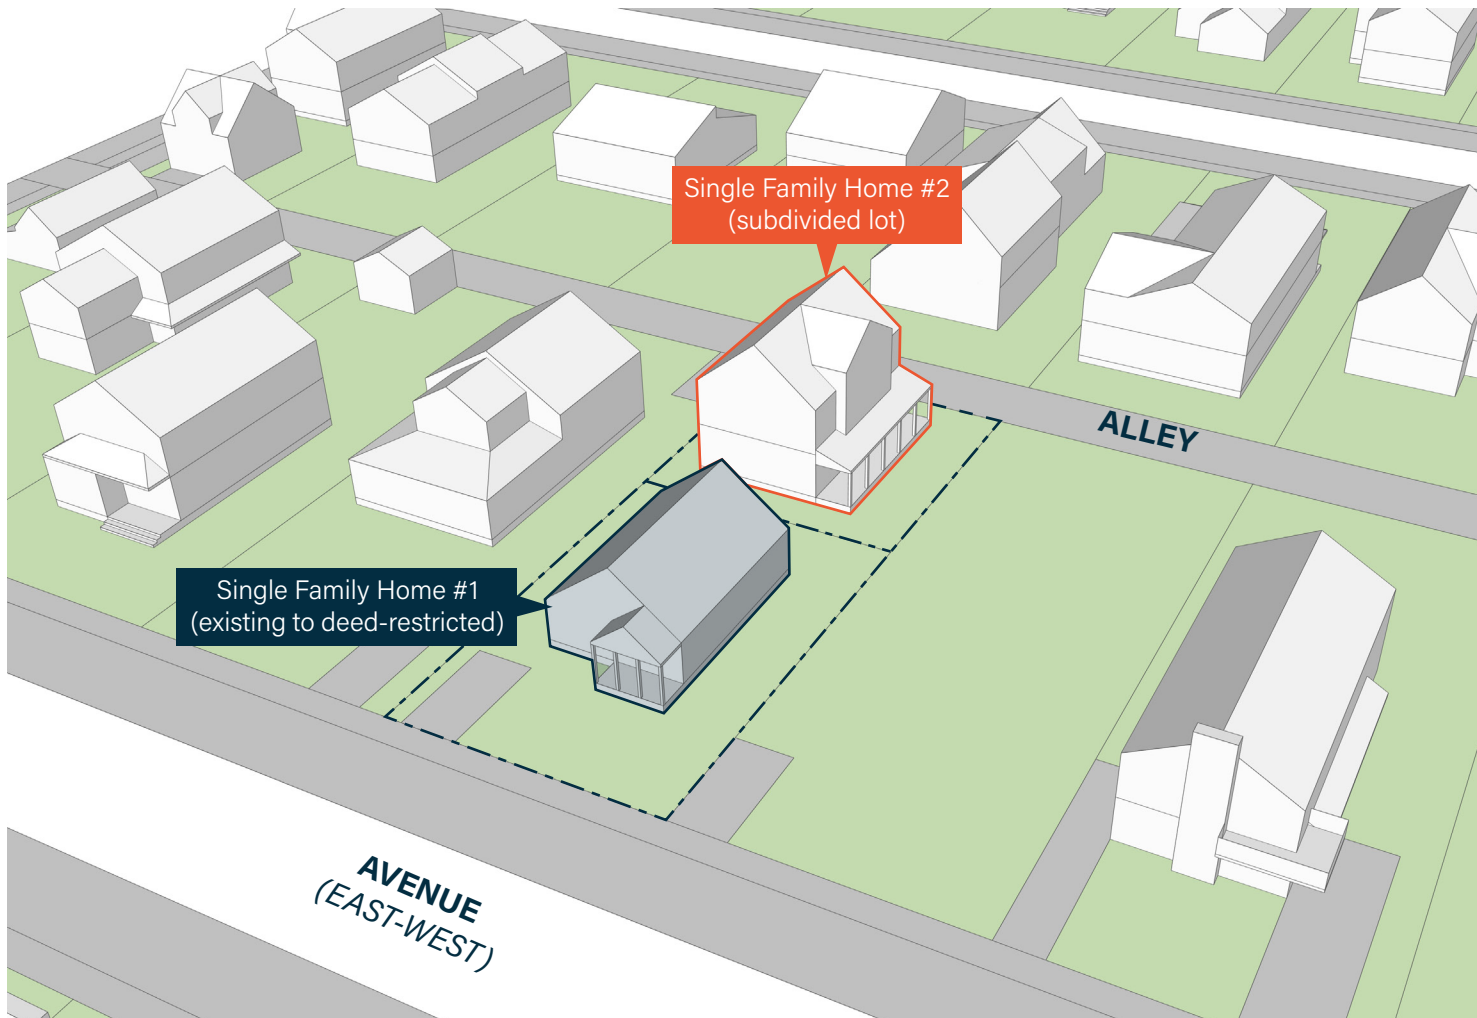 Single Family Home #2
(subdivided lot)
ALLEY
Single Family Home #1
(existing to deed-restricted)
AVENUE
(EAST-WEST)